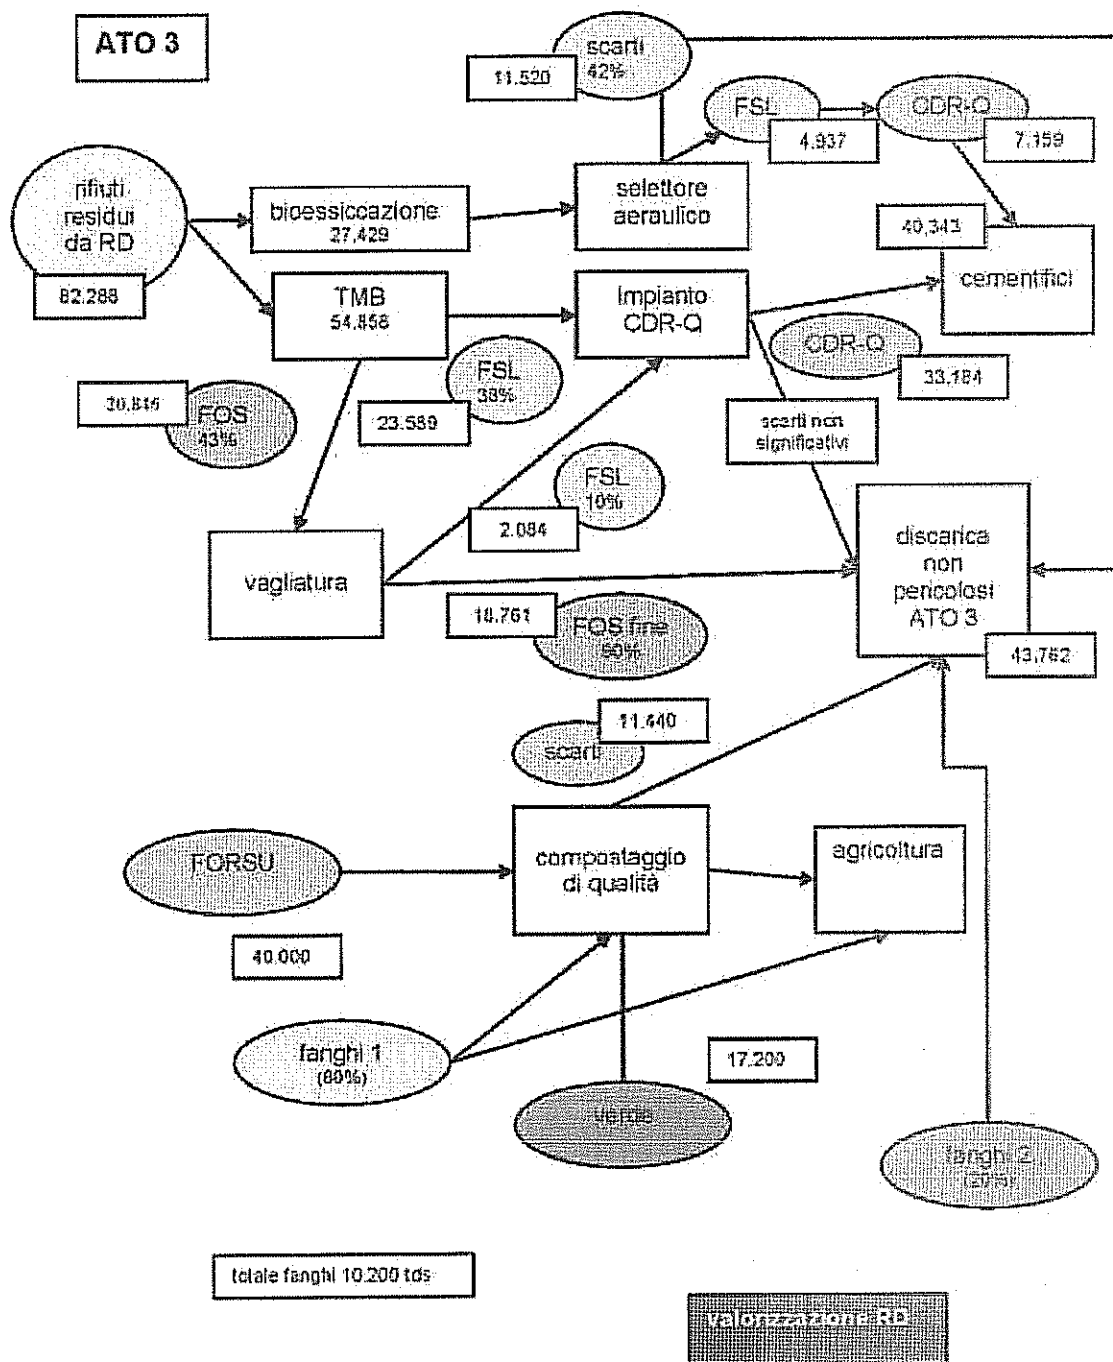 ATO 3
scarti
42%
11.520
FSL
4.937
CDR-Q
7.159
rifiuti
residui
da RD
82.288
bioessiccazione
27.429
selettore
aeraulico
40.343
cementifici
TMB
54.858
Impianto
CDR-Q
CDR-Q
33.184
FSL
38%
23.589
FOS
43%
scarti non
significativi
FSL
10%
2.084
discarica
non
pericolosi
ATO 3
43.762
vagliatura
18.761
FOS fine
11.440
scarti
FORSU
40.000
compostaggio
di qualità
agricoltura
fanghi 1
(80%)
17.200
verde
fanghi 2
(20%)
totale fanghi 10.200 tds
valorizzazione RD